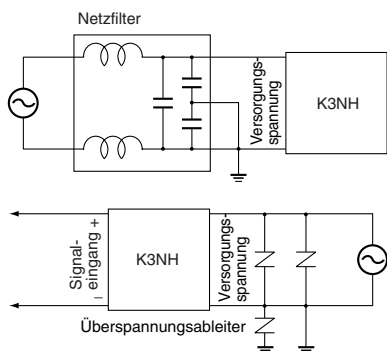 Netzfilter
Versorgungs-
spannung
K3NH
Signal-
eingang +
–
K3NH
Versorgungs-
spannung
Überspannungsableiter